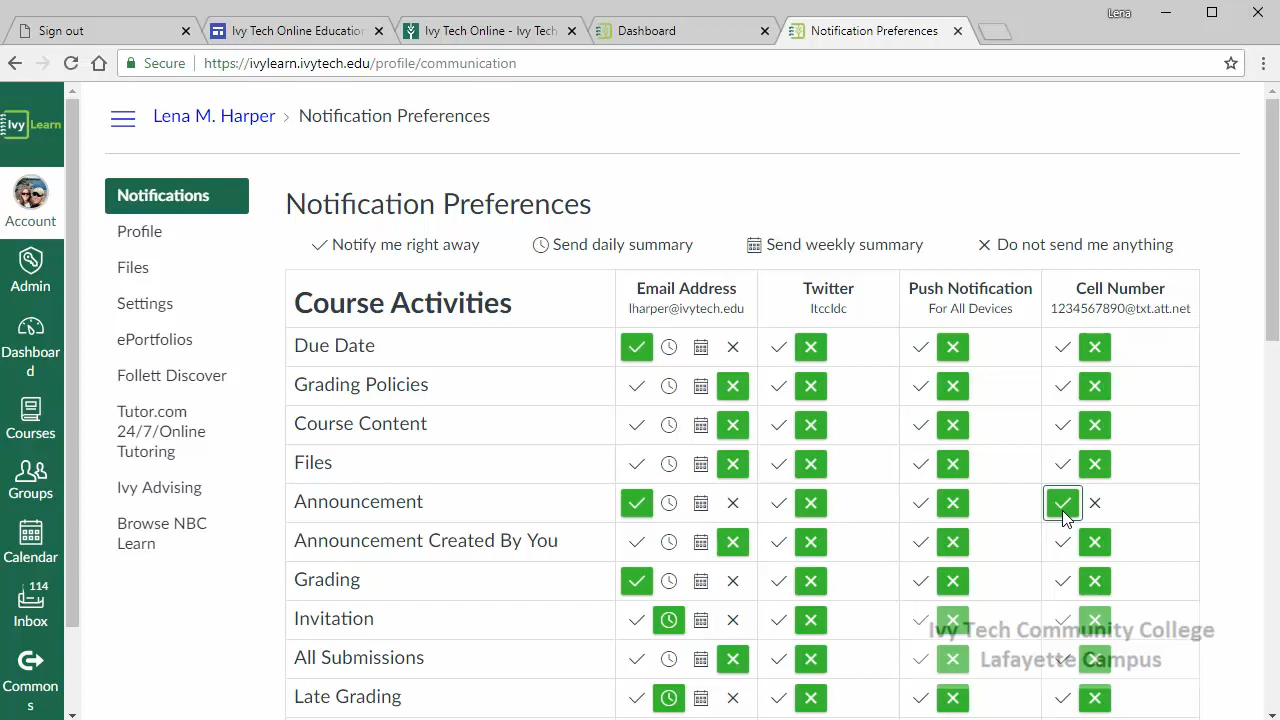 Lena
Sign out
Ivy Tech Online Educatio
Ivy Tech Online - Ivy Tech
Dashboard
Notification Preferences
Secure
https://ivylearn.ivytech.edu/profile/communication
Ivy Learn
Account
Admin
Dashboar
d
Courses
Groups
Calendar
114
Inbox
Common
s
Lena M. Harper > Notification Preferences
Notifications
Profile
Files
Settings
ePortfolios
Follett Discover
Tutor.com
24/7/Online
Tutoring
Ivy Advising
Browse NBC
Learn
Notification Preferences
Notify me right away
Send daily summary
Send weekly summary
Do not send me anything
Course Activities
Email Address
lharper@ivytech.edu
Twitter
Itccldc
Push Notification
For All Devices
Cell Number
1234567890@txt.att.net
Due Date
Grading Policies
Course Content
Files
Announcement
Announcement Created By You
Grading
Invitation
All Submissions
Late Grading
Ivy Tech Community College
Lafayette Campus